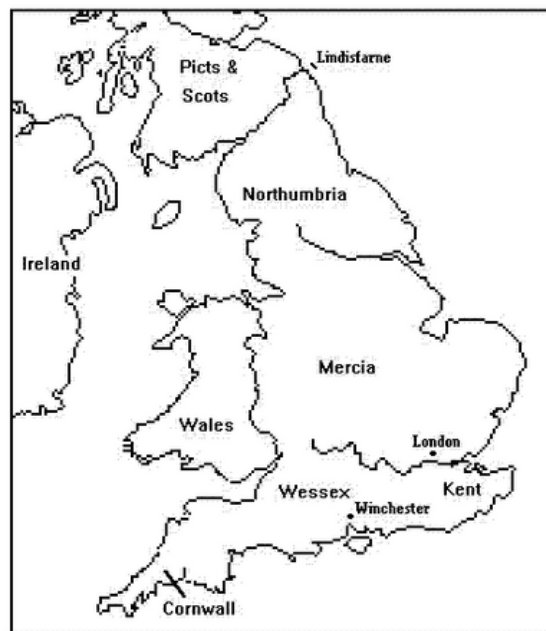 Picts &
Scots
Lindisfarne
Northumbria
Ireland
Mercia
Wales
London
Kent
Wessex
Winchester
Cornwall